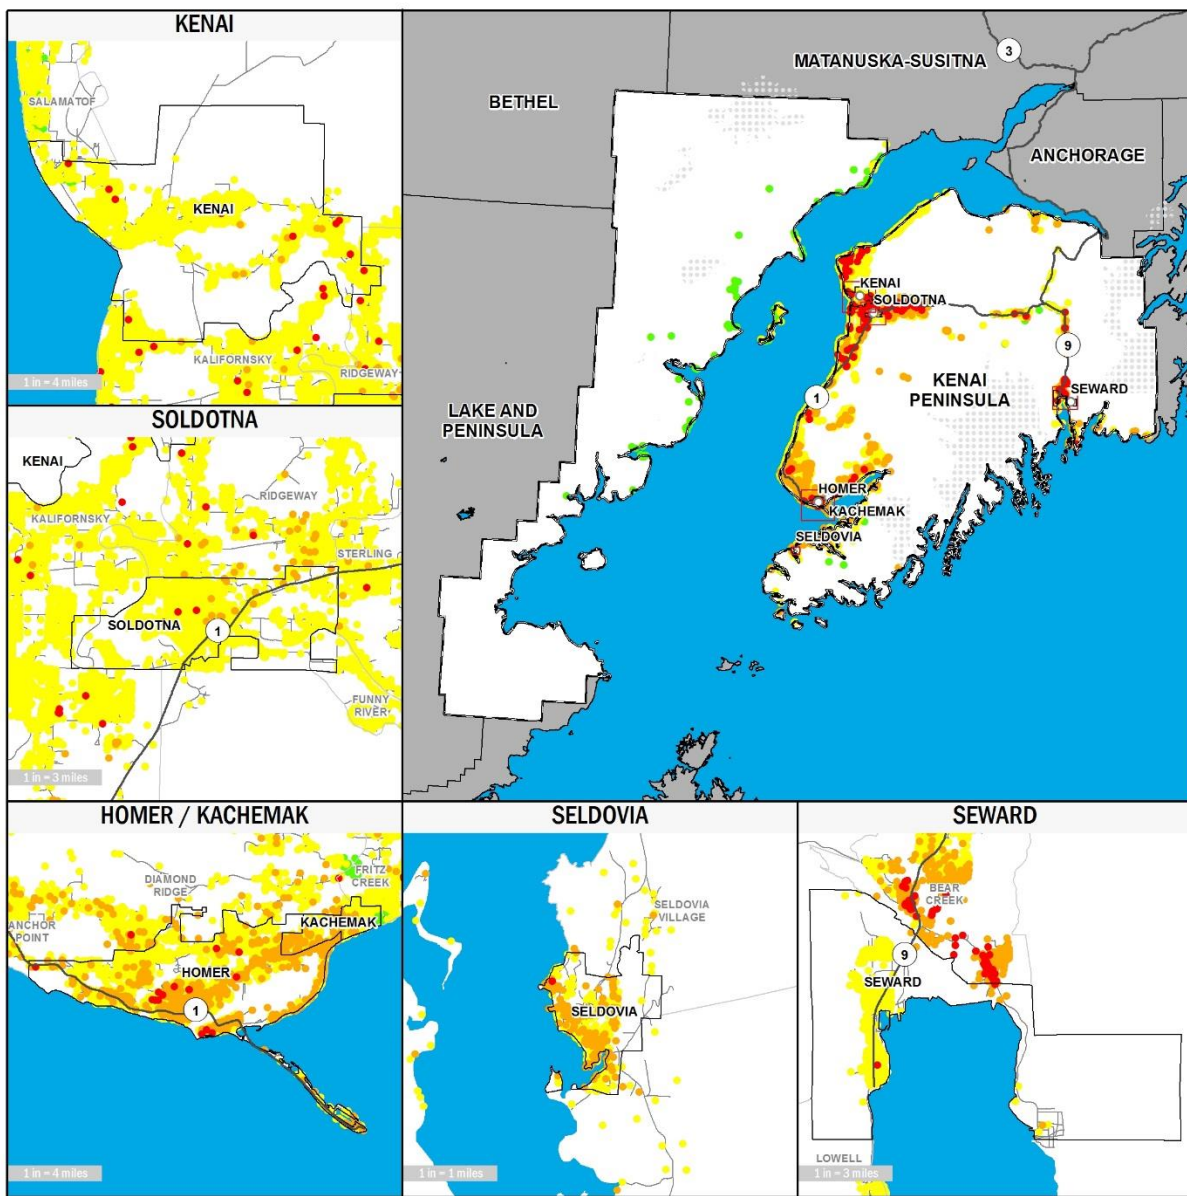 KENAI
SALAMATOF
KENAI
KALIFORNSKY
RIDGEWAY
1 in = 4 miles
MATANUSKA-SUSITNA
3
BETHEL
ANCHORAGE
KENAI
SOLDOTNA
9
KENAI
PENINSULA
SEWARD
1
LAKE AND
PENINSULA
HOMER
KACHEMAK
SELDOVIA
SOLDOTNA
KENAI
RIDGEWAY
KALIFORNSKY
STERLING
SOLDOTNA
1
FUNNY
RIVER
1 in = 3 miles
HOMER / KACHEMAK
DIAMOND
RIDGE
FRITZ
CREEK
ANCHOR
POINT
KACHEMAK
HOMER
1
1 in = 4 miles
SELDOVIA
SELDOVIA
VILLAGE
SELDOVIA
1 in = 1 miles
SEWARD
BEAR
CREEK
9
SEWARD
LOWELL
1 in = 3 miles